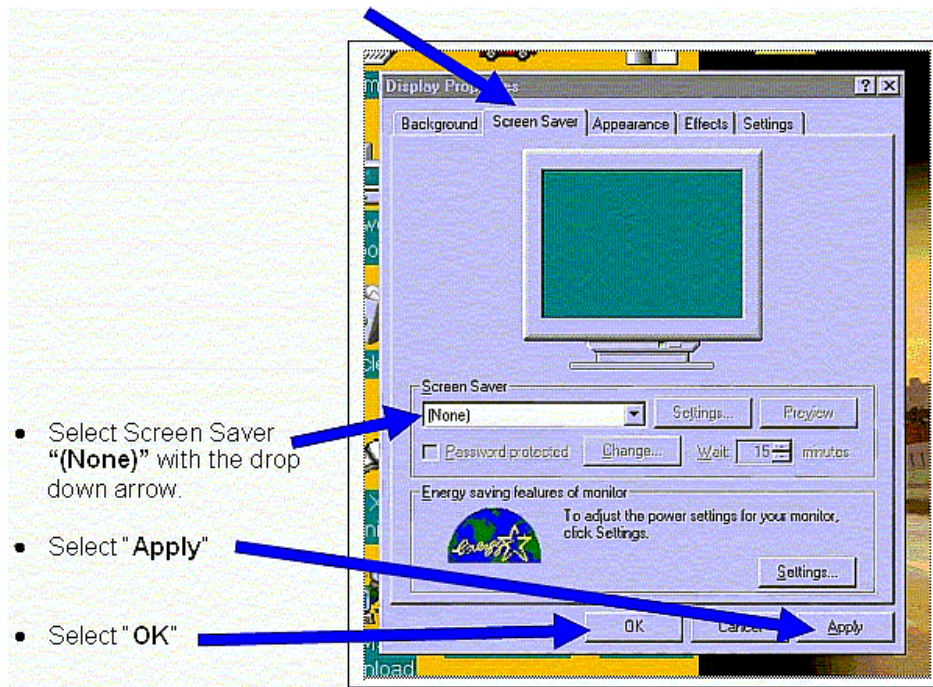 Display Properties
Background Screen Saver Appearance Effects Settings
Screen Saver
(None) Settings... Preview
Password protected Change... Wait: 15 minutes
Energy saving features of monitor
To adjust the power settings for your monitor,
click Settings.
Energy
Settings...
OK Cancel Apply
• Select Screen Saver
“(None)” with the drop
down arrow.
• Select "Apply"
• Select "OK"